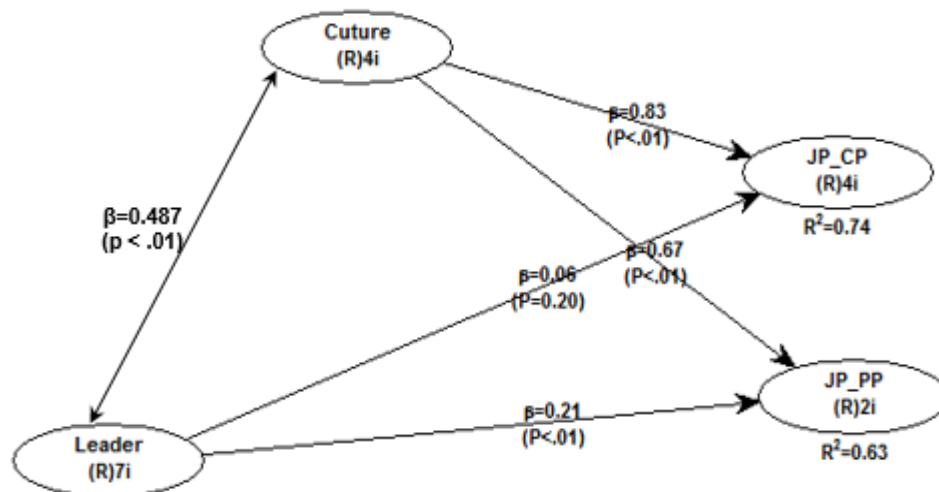 Cuture
(R)4i
β=0.83
(P<.01)
JP_CP
(R)4i
R²=0.74
β=0.487
(p < .01)
β=0.67
(P<.01)
β=0.06
(P=0.20)
JP_PP
(R)2i
R²=0.63
β=0.21
(P<.01)
Leader
(R)7i